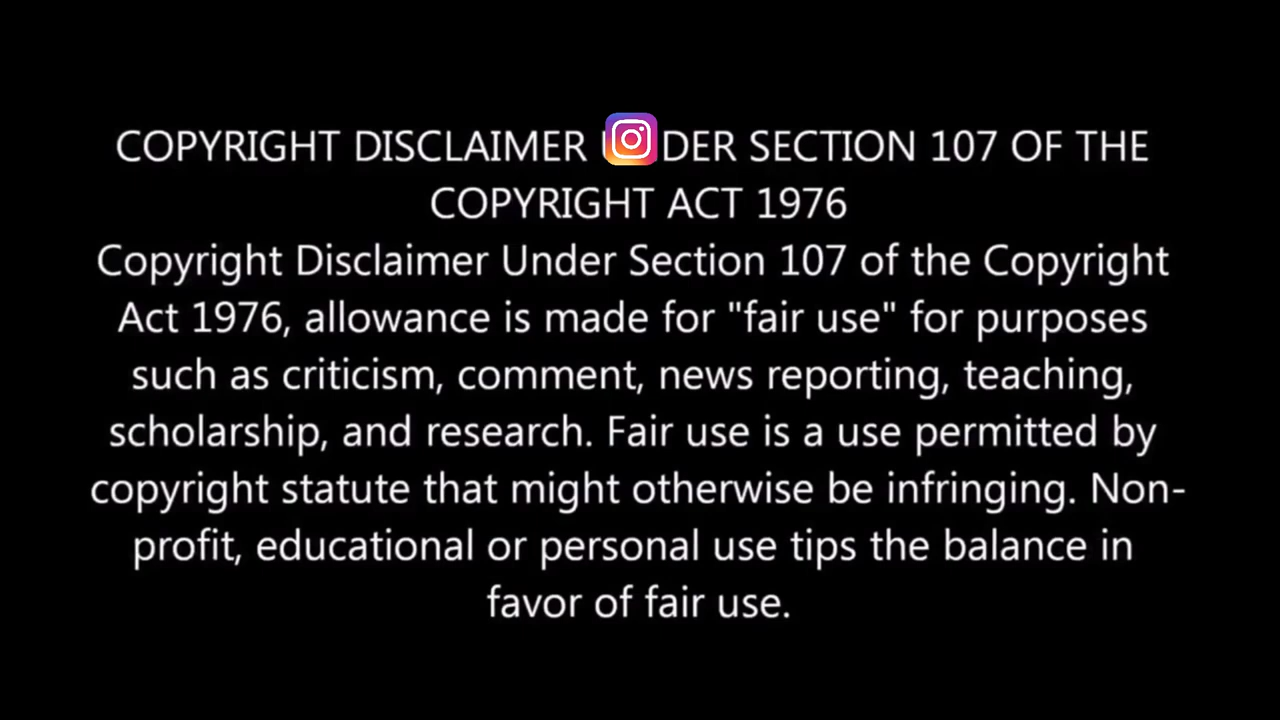 COPYRIGHT DISCLAIMER DER SECTION 107 OF THE
COPYRIGHT ACT 1976
Copyright Disclaimer Under Section 107 of the Copyright
Act 1976, allowance is made for "fair use" for purposes
such as criticism, comment, news reporting, teaching,
scholarship, and research. Fair use is a use permitted by
copyright statute that might otherwise be infringing. Non-
profit, educational or personal use tips the balance in
favor of fair use.